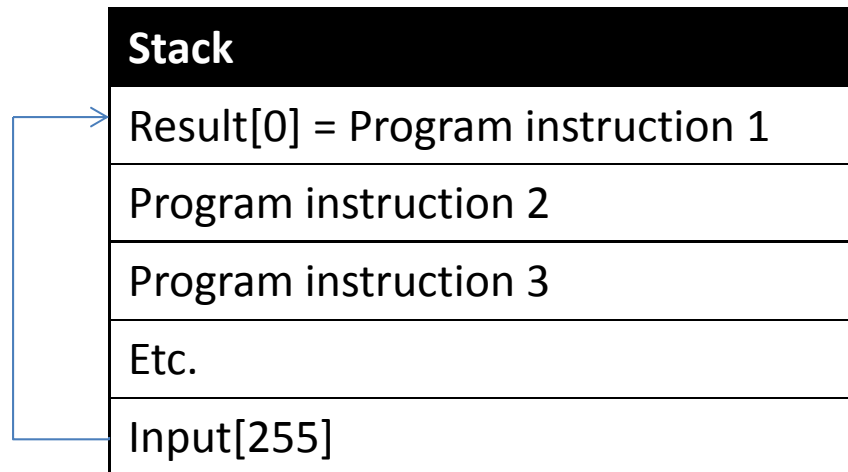 Stack
Result[0] = Program instruction 1
Program instruction 2
Program instruction 3
Etc.
Input[255]